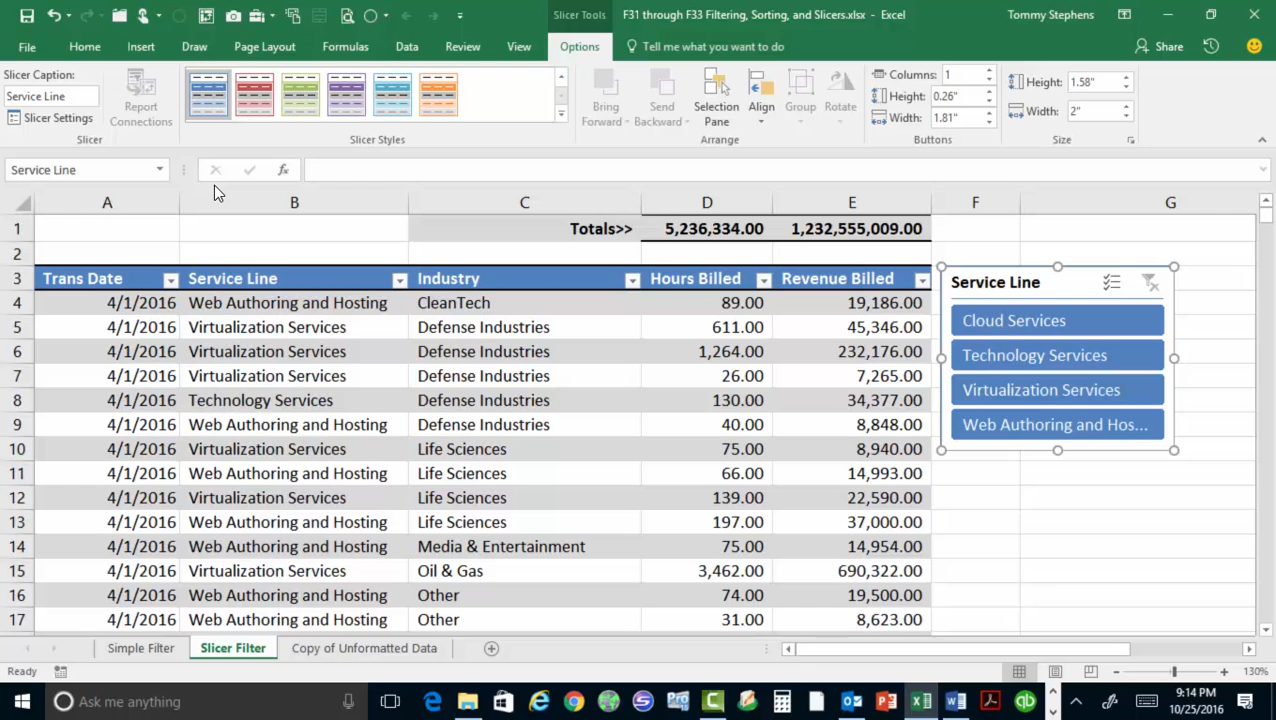 Slicer Tools
F31 through F33 Filtering, Sorting, and Slicers.xlsx - Excel
Tommy Stephens
File Home Insert Draw Page Layout Formulas Data Review View Options Tell me what you want to do Share
Slicer Caption:
Service Line
Slicer Settings
Slicer
Report Connections
Slicer Styles
Bring Forward
Send Backward
Selection Pane
Align
Group
Rotate
Arrange
Columns: 1
Height: 0.26"
Width: 1.81"
Buttons
Height: 1.58"
Width: 2"
Size
Service Line fx
A B C D E F G
1 Totals>> 5,236,334.00 1,232,555,009.00
2
3 Trans Date Service Line Industry Hours Billed Revenue Billed
4 4/1/2016 Web Authoring and Hosting CleanTech 89.00 19,186.00
5 4/1/2016 Virtualization Services Defense Industries 611.00 45,346.00
6 4/1/2016 Virtualization Services Defense Industries 1,264.00 232,176.00
7 4/1/2016 Virtualization Services Defense Industries 26.00 7,265.00
8 4/1/2016 Technology Services Defense Industries 130.00 34,377.00
9 4/1/2016 Web Authoring and Hosting Defense Industries 40.00 8,848.00
10 4/1/2016 Virtualization Services Life Sciences 75.00 8,940.00
11 4/1/2016 Web Authoring and Hosting Life Sciences 66.00 14,993.00
12 4/1/2016 Virtualization Services Life Sciences 139.00 22,590.00
13 4/1/2016 Web Authoring and Hosting Life Sciences 197.00 37,000.00
14 4/1/2016 Web Authoring and Hosting Media & Entertainment 75.00 14,954.00
15 4/1/2016 Virtualization Services Oil & Gas 3,462.00 690,322.00
16 4/1/2016 Web Authoring and Hosting Other 74.00 19,500.00
17 4/1/2016 Web Authoring and Hosting Other 31.00 8,623.00
Service Line
Cloud Services
Technology Services
Virtualization Services
Web Authoring and Hos...
Simple Filter Slicer Filter Copy of Unformatted Data
Ready 130%
Ask me anything
9:14 PM
10/25/2016